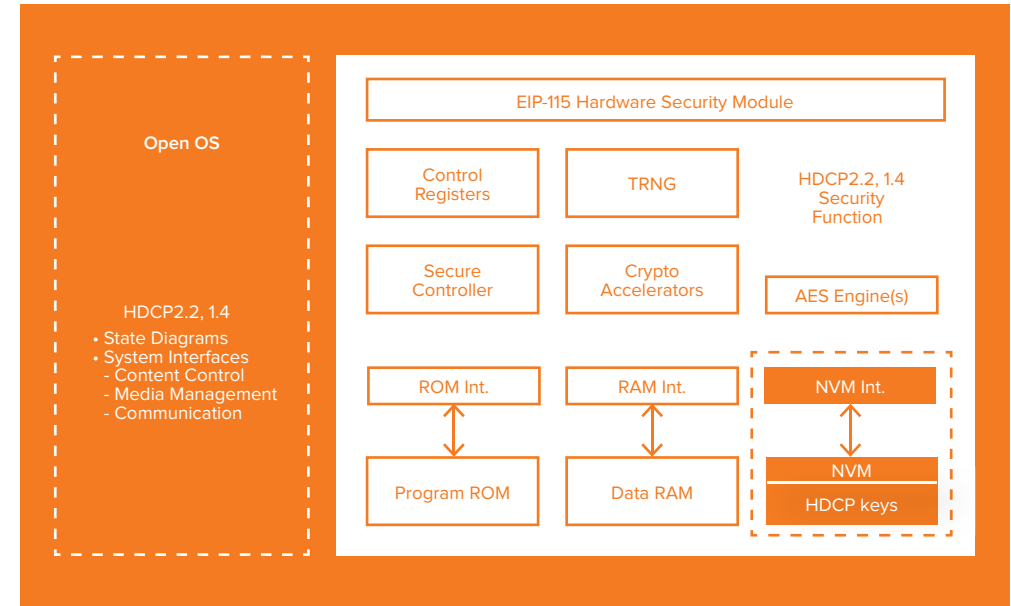 Open OS
HDCP2.2, 1.4
• State Diagrams
• System Interfaces
- Content Control
- Media Management
- Communication
EIP-115 Hardware Security Module
Control
Registers
TRNG
HDCP2.2, 1.4
Security
Function
Secure
Controller
Crypto
Accelerators
AES Engine(s)
ROM Int.
RAM Int.
NVM Int.
Program ROM
Data RAM
NVM
HDCP keys